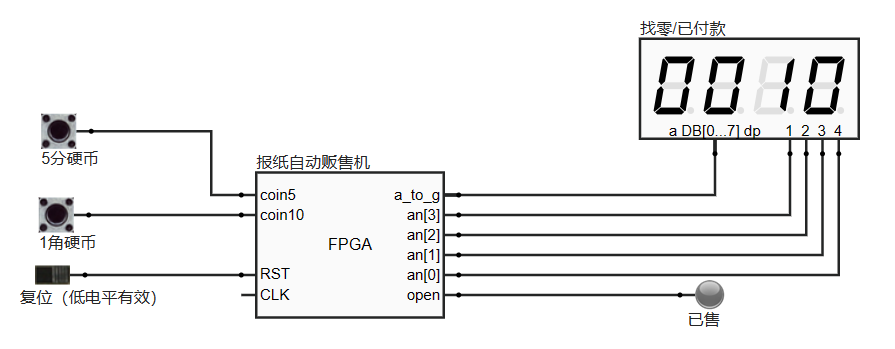 找零/已付款
0010
a DB[0...7] dp 1 2 3 4
5分硬币
报纸自动贩售机
coin5 a_to_g
coin10 an[3]
1角硬币
FPGA
an[2]
an[1]
RST an[0]
CLK open
复位（低电平有效）
已售